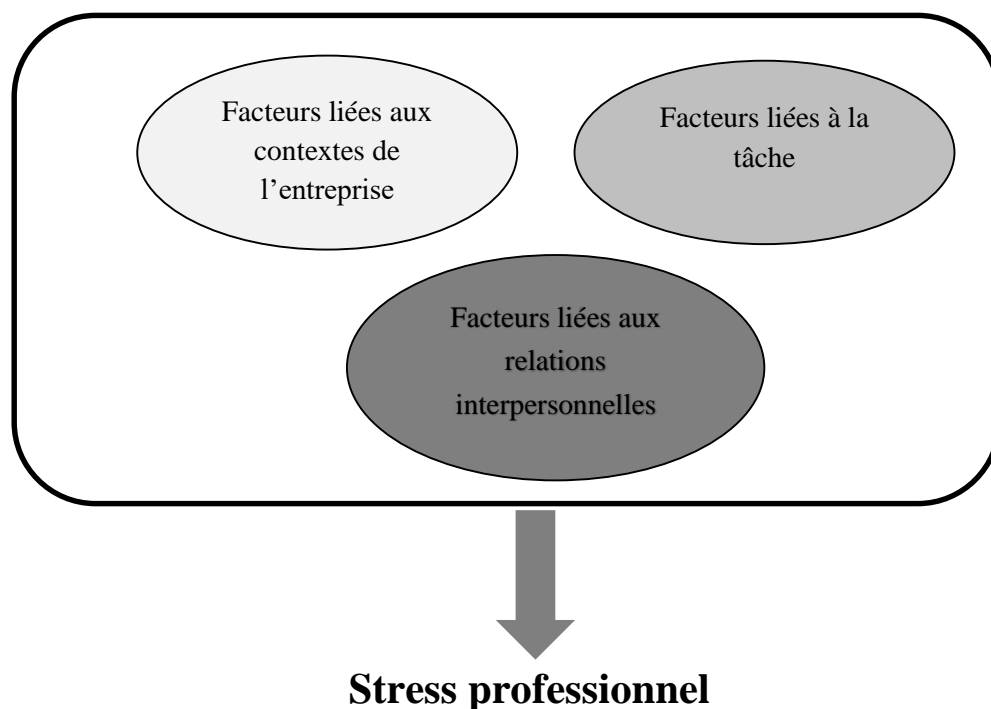 Facteurs liées aux
contextes de
l’entreprise
Facteurs liées à la
tâche
Facteurs liées aux
relations
interpersonnelles
Stress professionnel